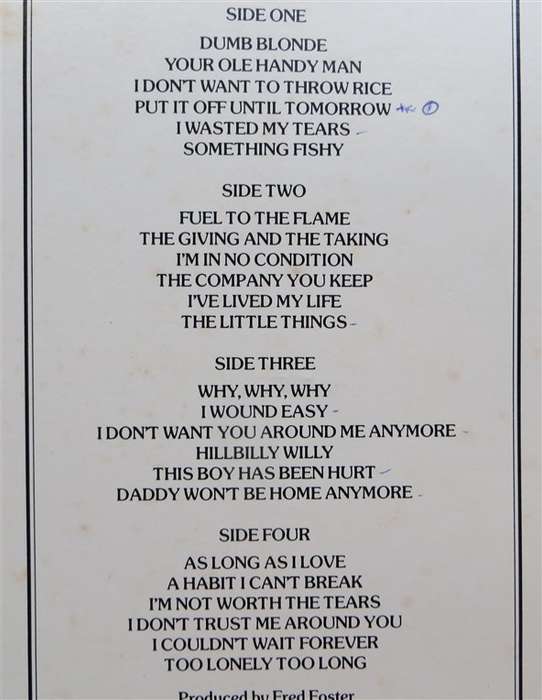 SIDE ONE
DUMB BLONDE
YOUR OLE HANDY MAN
I DON'T WANT TO THROW RICE
PUT IT OFF UNTIL TOMORROW ①
I WASTED MY TEARS
SOMETHING FISHY
SIDE TWO
FUEL TO THE FLAME
THE GIVING AND THE TAKING
I'M IN NO CONDITION
THE COMPANY YOU KEEP
I'VE LIVED MY LIFE
THE LITTLE THINGS
SIDE THREE
WHY, WHY, WHY
I WOUND EASY
I DON'T WANT YOU AROUND ME ANYMORE
HILLBILLY WILLY
THIS BOY HAS BEEN HURT
DADDY WON'T BE HOME ANYMORE
SIDE FOUR
AS LONG AS I LOVE
A HABIT I CAN'T BREAK
I'M NOT WORTH THE TEARS
I DON'T TRUST ME AROUND YOU
I COULDN'T WAIT FOREVER
TOO LONELY TOO LONG
Produced by Fred Foster